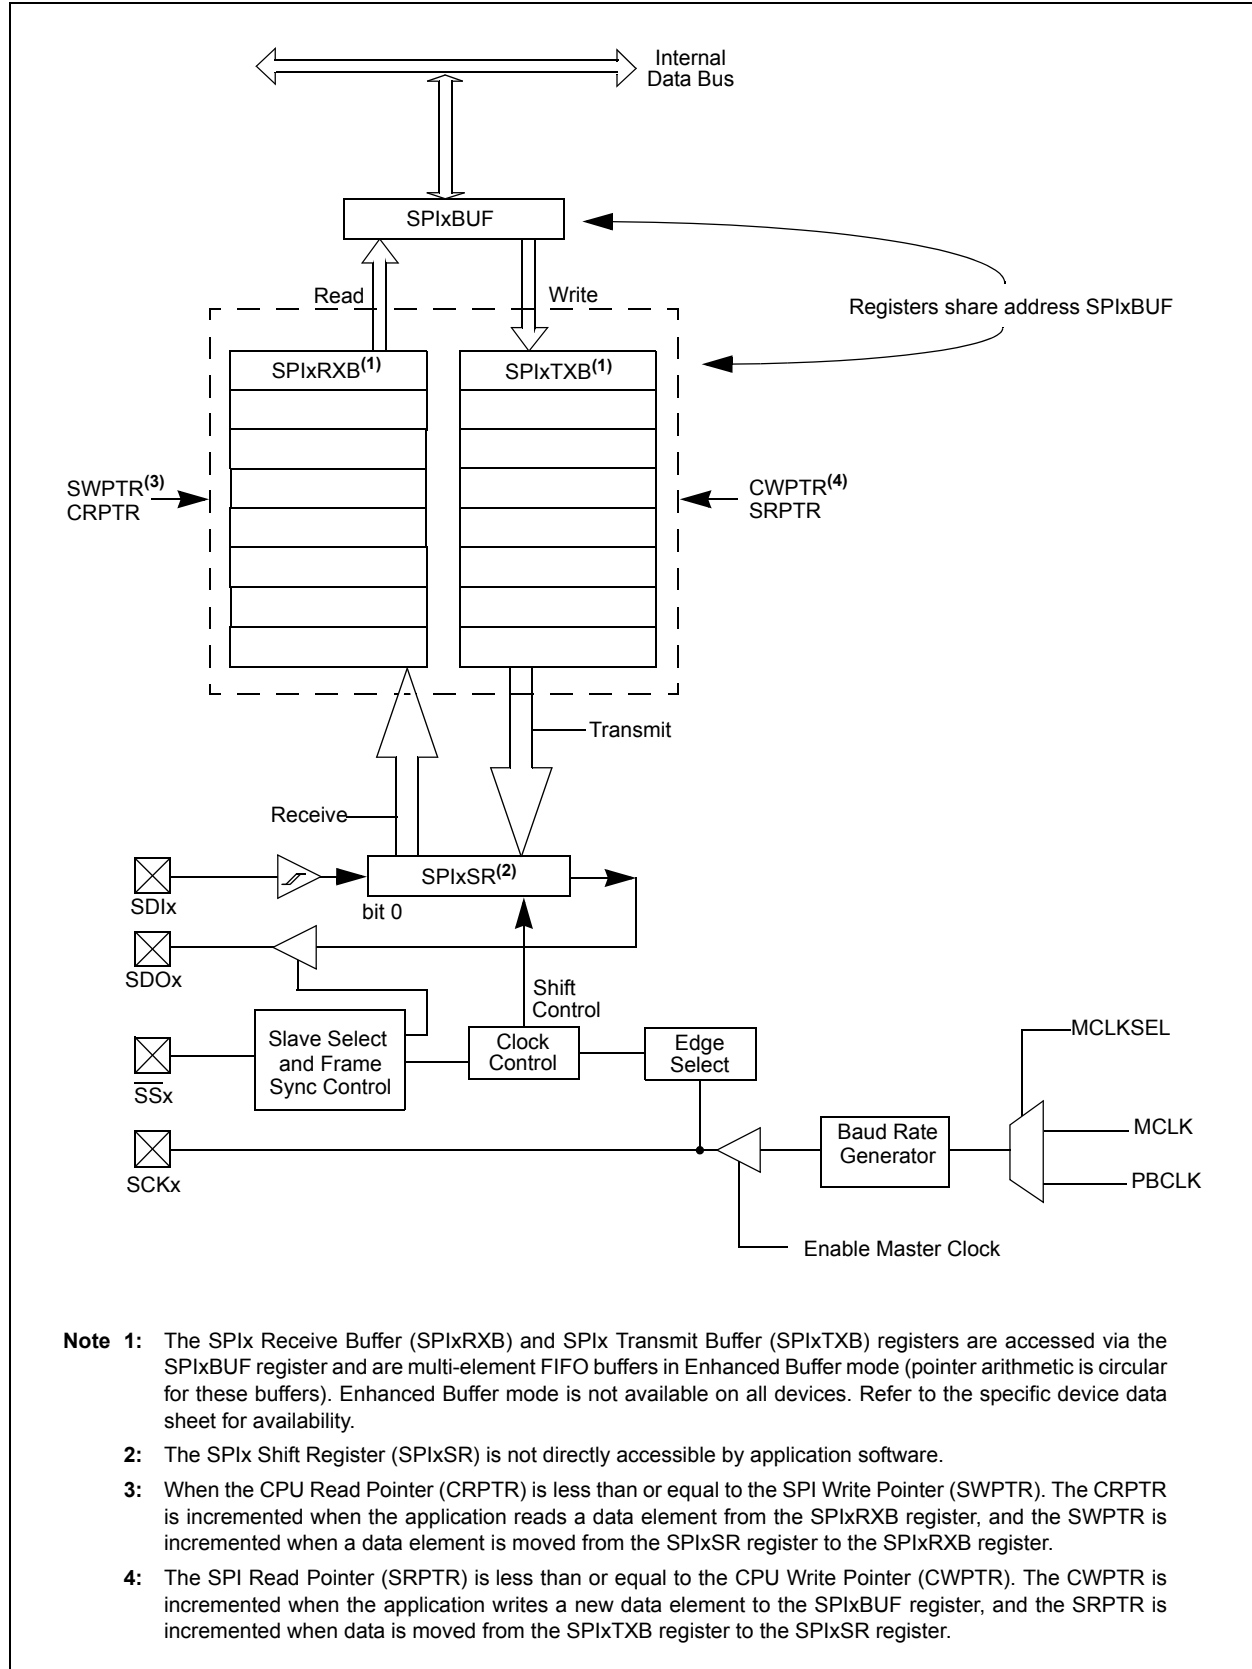 Internal
Data Bus
SPIxBUF
Read
Write
Registers share address SPIxBUF
SPIxRXB(1)
SPIxTXB(1)
SWPTR(3)
CRPTR
CWPTR(4)
SRPTR
Transmit
Receive
SPIxSR(2)
SDIx
bit 0
SDOx
Shift
Control
Slave Select
and Frame
Sync Control
Clock
Control
Edge
Select
MCLKSEL
SSx
Baud Rate
Generator
MCLK
SCKx
PBCLK
Enable Master Clock
Note 1: The SPIx Receive Buffer (SPIxRXB) and SPIx Transmit Buffer (SPIxTXB) registers are accessed via the
SPIxBUF register and are multi-element FIFO buffers in Enhanced Buffer mode (pointer arithmetic is circular
for these buffers). Enhanced Buffer mode is not available on all devices. Refer to the specific device data
sheet for availability.
2: The SPIx Shift Register (SPIxSR) is not directly accessible by application software.
3: When the CPU Read Pointer (CRPTR) is less than or equal to the SPI Write Pointer (SWPTR). The CRPTR
is incremented when the application reads a data element from the SPIxRXB register, and the SWPTR is
incremented when a data element is moved from the SPIxSR register to the SPIxRXB register.
4: The SPI Read Pointer (SRPTR) is less than or equal to the CPU Write Pointer (CWPTR). The CWPTR is
incremented when the application writes a new data element to the SPIxBUF register, and the SRPTR is
incremented when data is moved from the SPIxTXB register to the SPIxSR register.